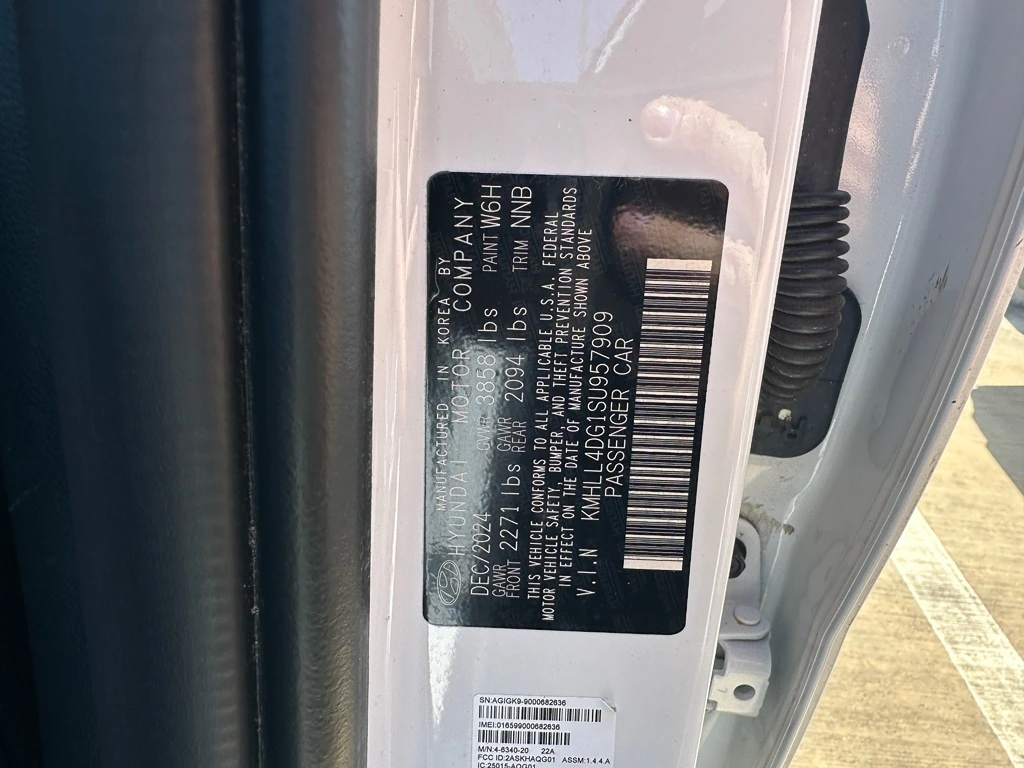 MANUFACTURED IN KOREA BY
HYUNDAI MOTOR COMPANY
DEC/2024 GVWR 3858 lbs PAINT W6H
GAWR FRONT 2271 lbs GAWR REAR 2094 lbs TRIM NNB
THIS VEHICLE CONFORMS TO ALL APPLICABLE U.S.A. FEDERAL
MOTOR VEHICLE SAFETY, BUMPER, AND THEFT PREVENTION STANDARDS
IN EFFECT ON THE DATE OF MANUFACTURE SHOWN ABOVE
V.I.N KMHLL4DG1SU957909
PASSENGER CAR
SN:AGIGK9-9000682636
IMEI:016599000682636
M/N:4-6340-20 22A
FCC ID:2ASKHAQG01 ASSM:1.4.4.A
IC:25015-AQG01